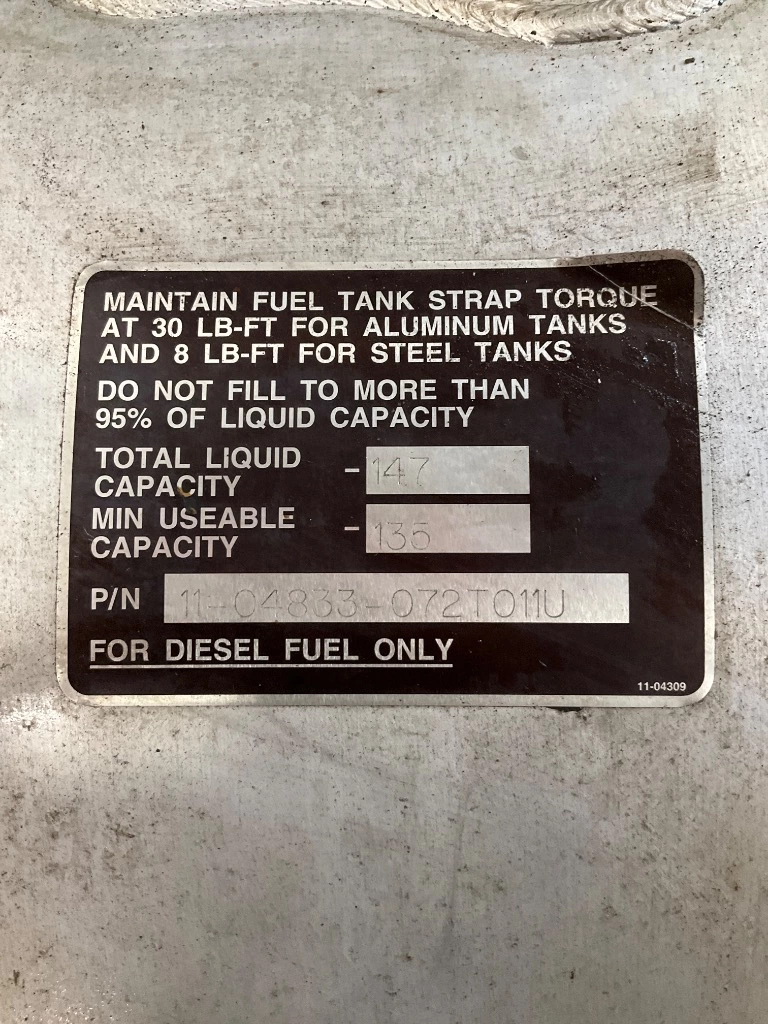 MAINTAIN FUEL TANK STRAP TORQUE
AT 30 LB-FT FOR ALUMINUM TANKS
AND 8 LB-FT FOR STEEL TANKS
DO NOT FILL TO MORE THAN
95% OF LIQUID CAPACITY
TOTAL LIQUID
CAPACITY - 147
MIN USEABLE
CAPACITY - 135
P/N 11-04833-072T011U
FOR DIESEL FUEL ONLY
11-04309